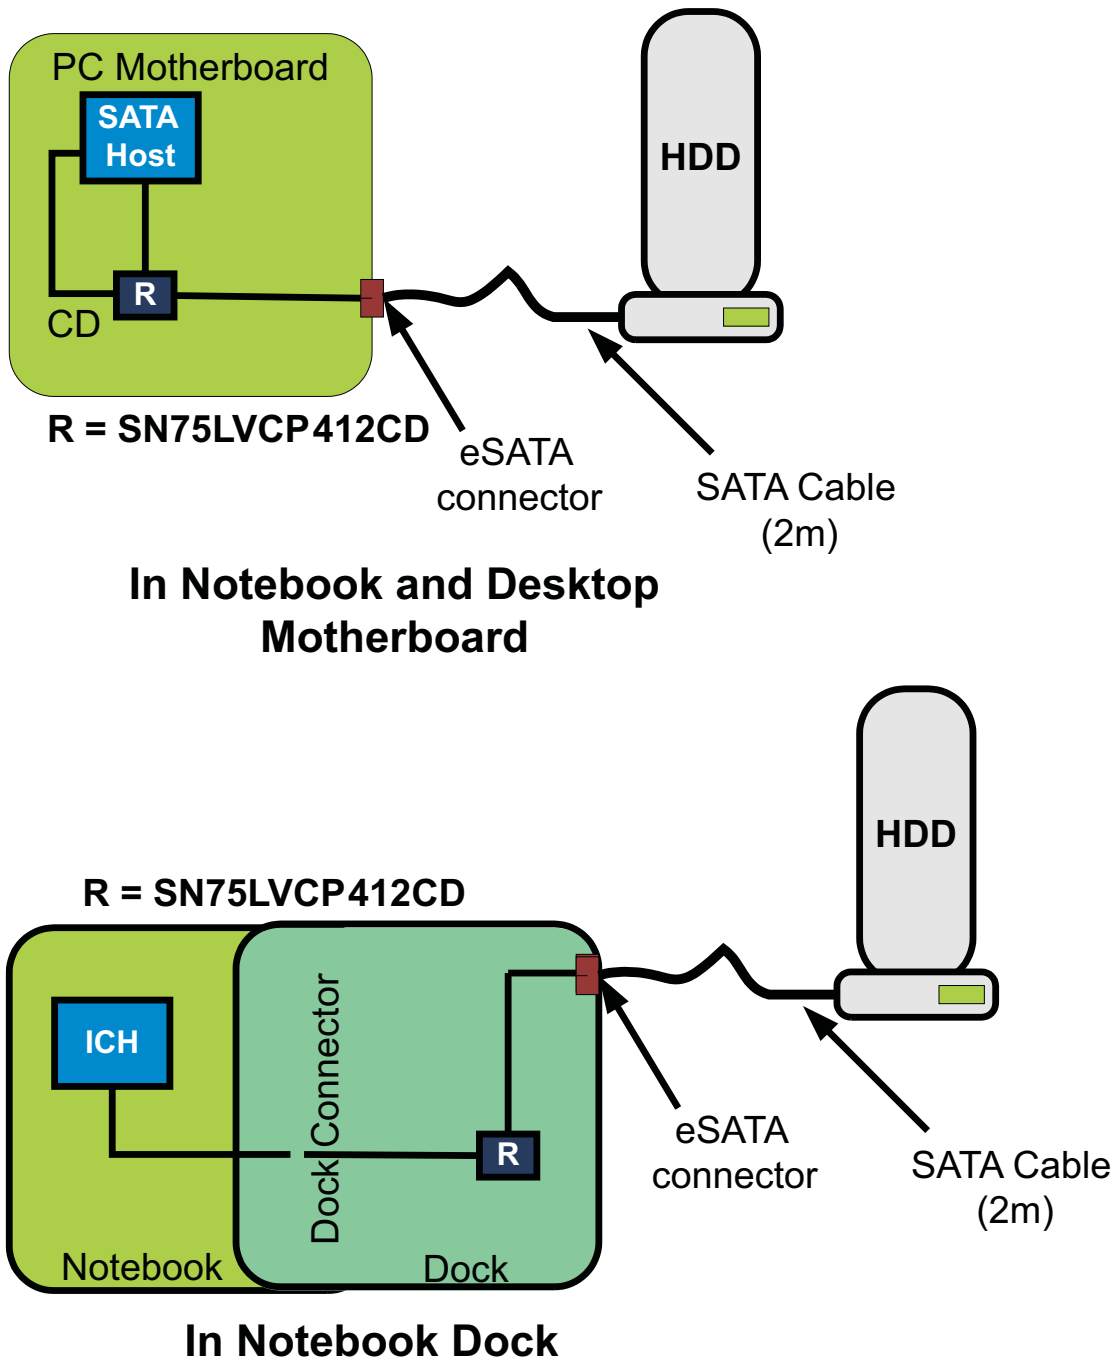 PC Motherboard
SATA
Host
HDD
R
CD
R = SN75LVCP412CD
eSATA
connector
SATA Cable
(2m)
In Notebook and Desktop
Motherboard
HDD
R = SN75LVCP412CD
ICH
Dock Connector
R
eSATA
connector
SATA Cable
(2m)
Notebook
Dock
In Notebook Dock